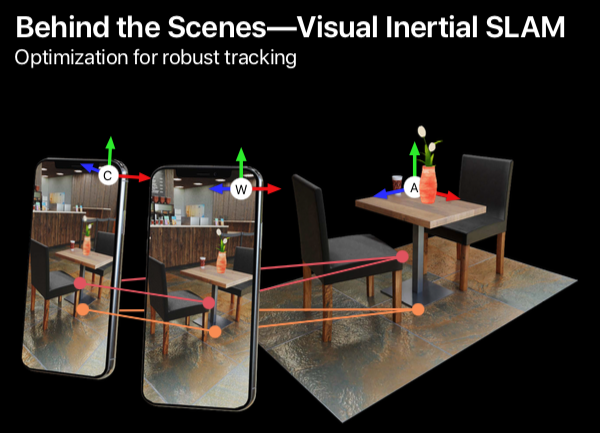 Behind the Scenes—Visual Inertial SLAM
Optimization for robust tracking
C
W
A